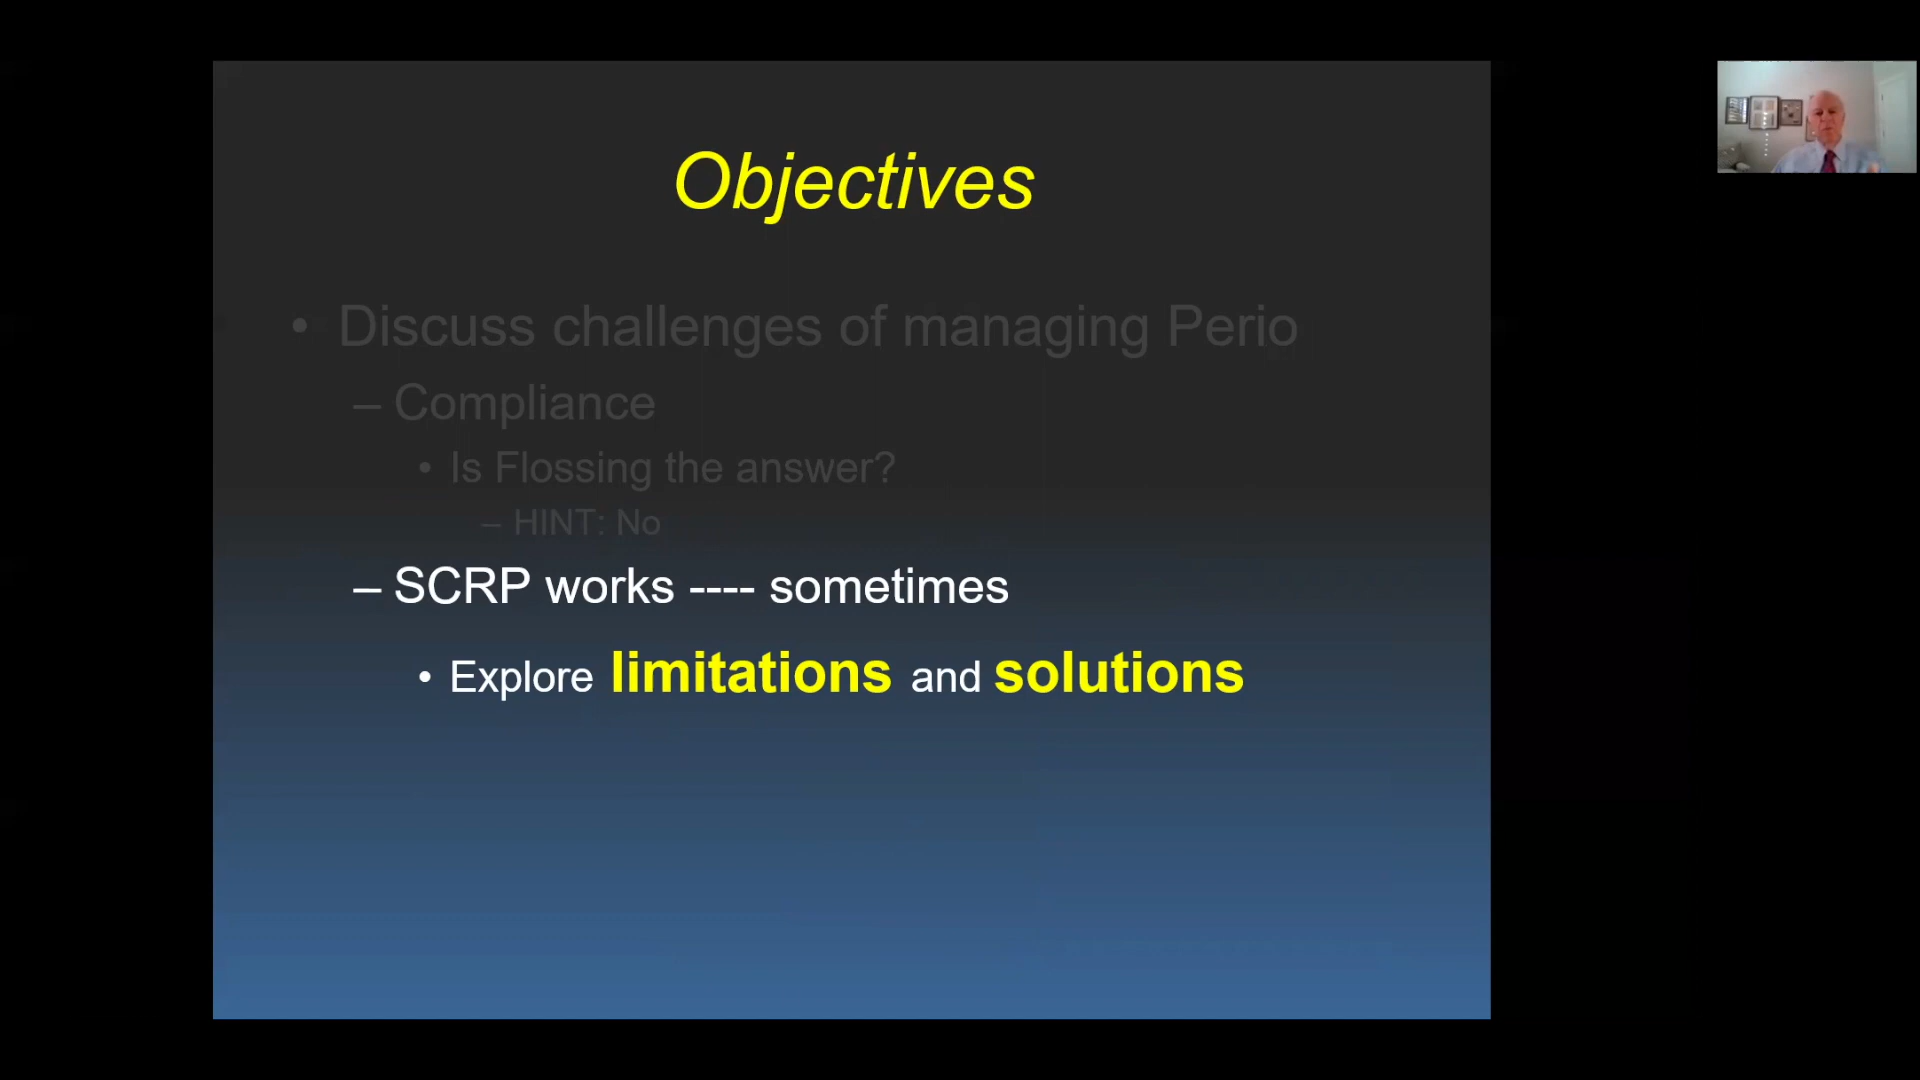 Objectives
• Discuss challenges of managing Perio
– Compliance
• Is Flossing the answer?
– HINT: No
– SCRP works ---- sometimes
• Explore limitations and solutions